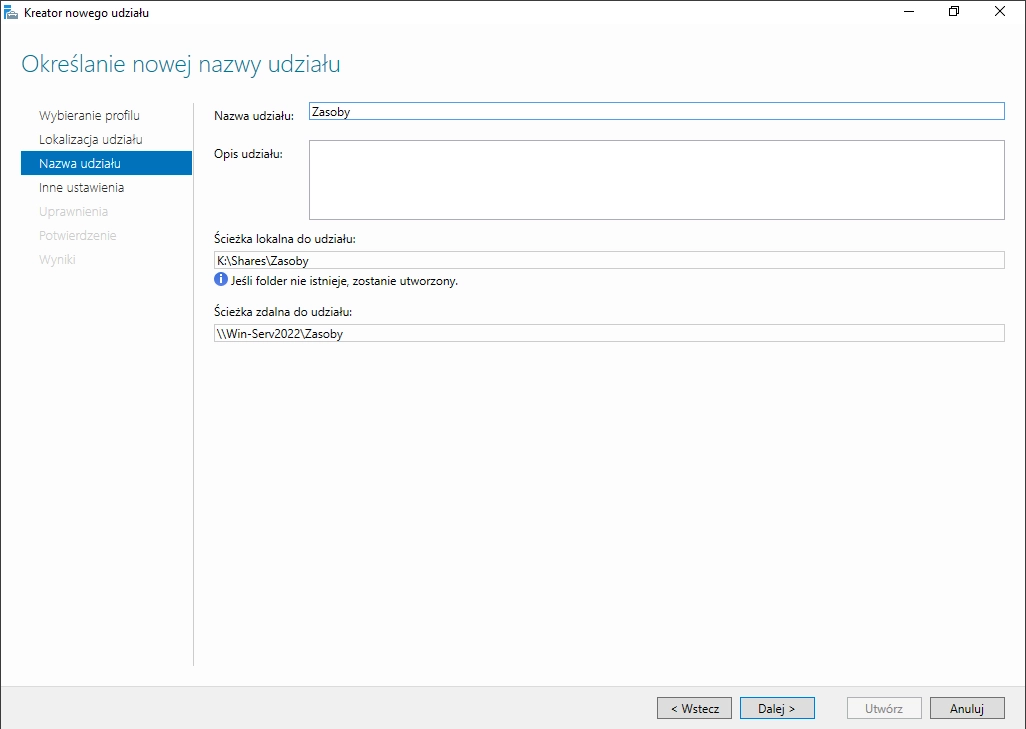 Kreator nowego udziału
Określanie nowej nazwy udziału
Wybieranie profilu
Lokalizacja udziału
Nazwa udziału
Inne ustawienia
Uprawnienia
Potwierdzenie
Wyniki
Nazwa udziału:
Zasoby
Opis udziału:
Ścieżka lokalna do udziału:
K:\Shares\Zasoby
Jeśli folder nie istnieje, zostanie utworzony.
Ścieżka zdalna do udziału:
\\Win-Serv2022\Zasoby
< Wstecz
Dalej >
Utwórz
Anuluj